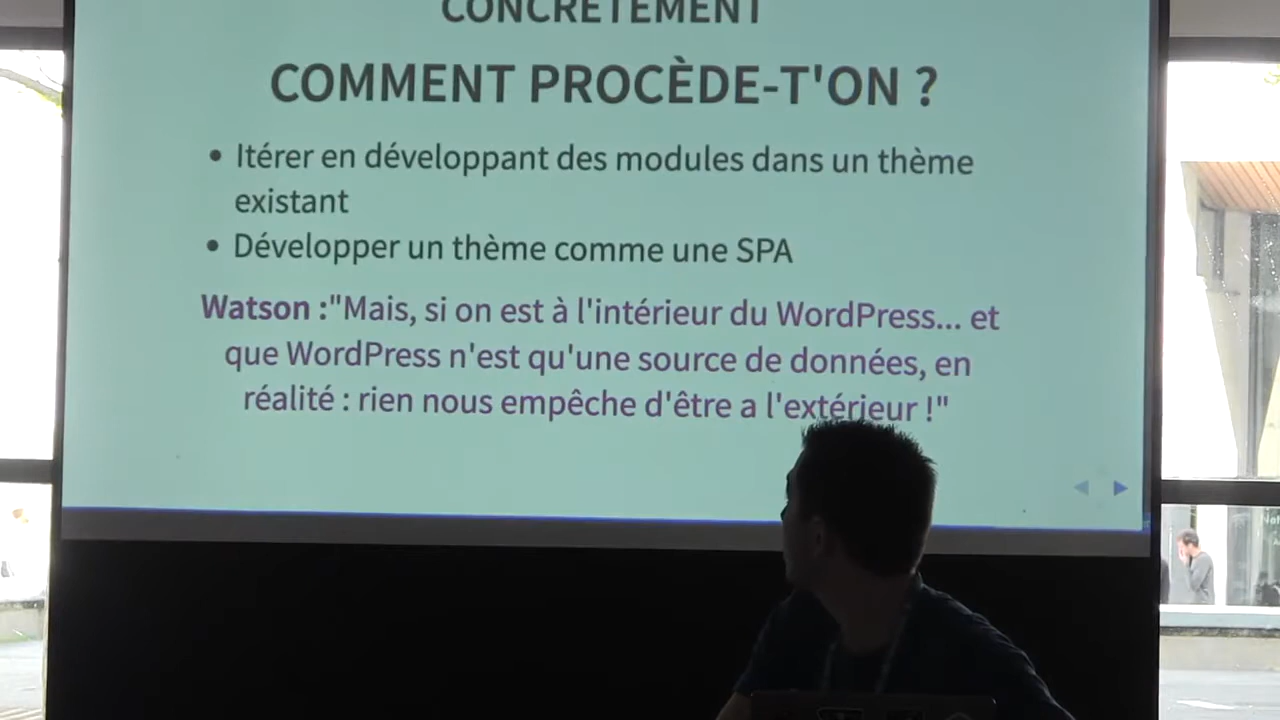 CONCRÈTEMENT
COMMENT PROCÈDE-T'ON ?
• Itérer en développant des modules dans un thème
existant
• Développer un thème comme une SPA
Watson :"Mais, si on est à l'intérieur du WordPress... et
que WordPress n'est qu'une source de données, en
réalité : rien nous empêche d'être a l'extérieur !"